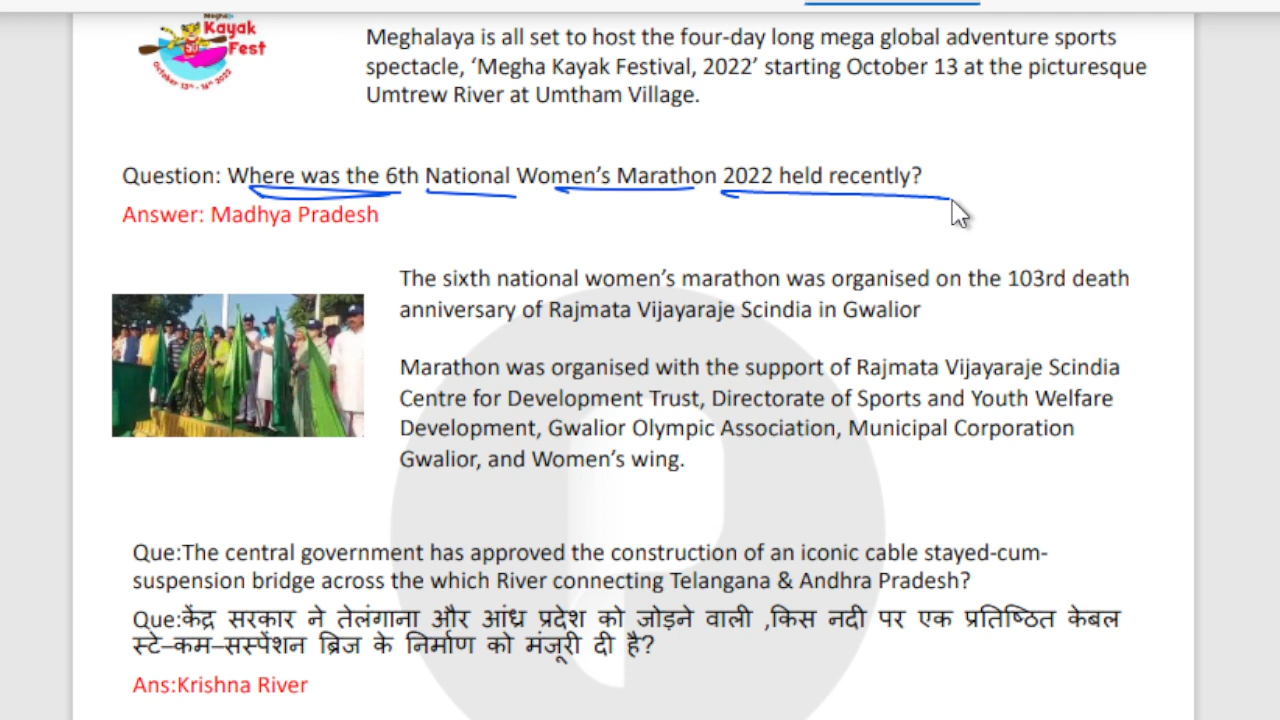 Megha
Kayak
Fest
October 13th - 16th 2022
Meghalaya is all set to host the four-day long mega global adventure sports
spectacle, ‘Megha Kayak Festival, 2022’ starting October 13 at the picturesque
Umtrew River at Umtham Village.
Question: Where was the 6th National Women’s Marathon 2022 held recently?
Answer: Madhya Pradesh
The sixth national women’s marathon was organised on the 103rd death
anniversary of Rajmata Vijayaraje Scindia in Gwalior
Marathon was organised with the support of Rajmata Vijayaraje Scindia
Centre for Development Trust, Directorate of Sports and Youth Welfare
Development, Gwalior Olympic Association, Municipal Corporation
Gwalior, and Women’s wing.
Que:The central government has approved the construction of an iconic cable stayed-cum-
suspension bridge across the which River connecting Telangana & Andhra Pradesh?
Que:केंद्र सरकार ने तेलंगाना और आंध्र प्रदेश को जोड़ने वाली ,किस नदी पर एक प्रतिष्ठित केबल
स्टे–कम–सस्पेंशन ब्रिज के निर्माण को मंजूरी दी है?
Ans:Krishna River